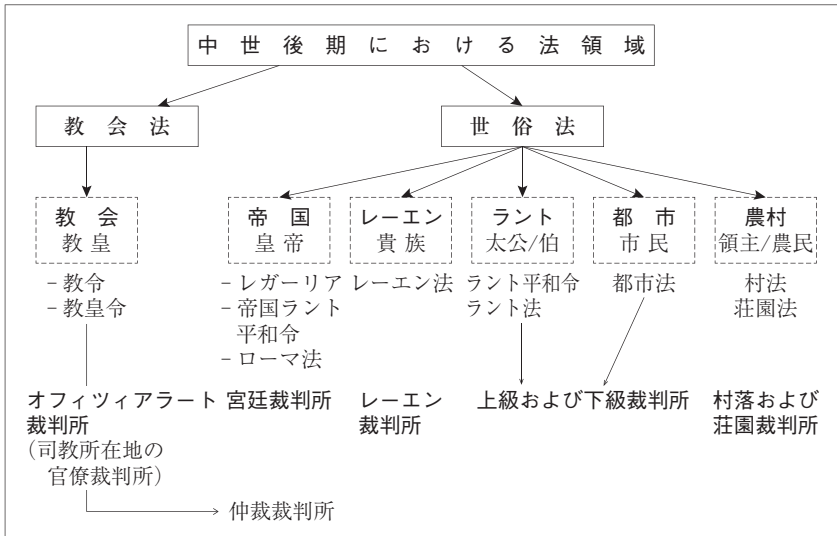 中世後期における法領域
教会法
世俗法
教会
教皇
帝国
皇帝
レーエン
貴族
ラント
太公/伯
都市
市民
農村
領主/農民
－教令
－教皇令
－レガーリア
－帝国ラント
平和令
－ローマ法
レーエン法
ラント平和令
ラント法
都市法
村法
荘園法
オフィツィアラート
裁判所
（司教所在地の
官僚裁判所）
宮廷裁判所
レーエン
裁判所
上級および下級裁判所
村落および
荘園裁判所
仲裁裁判所